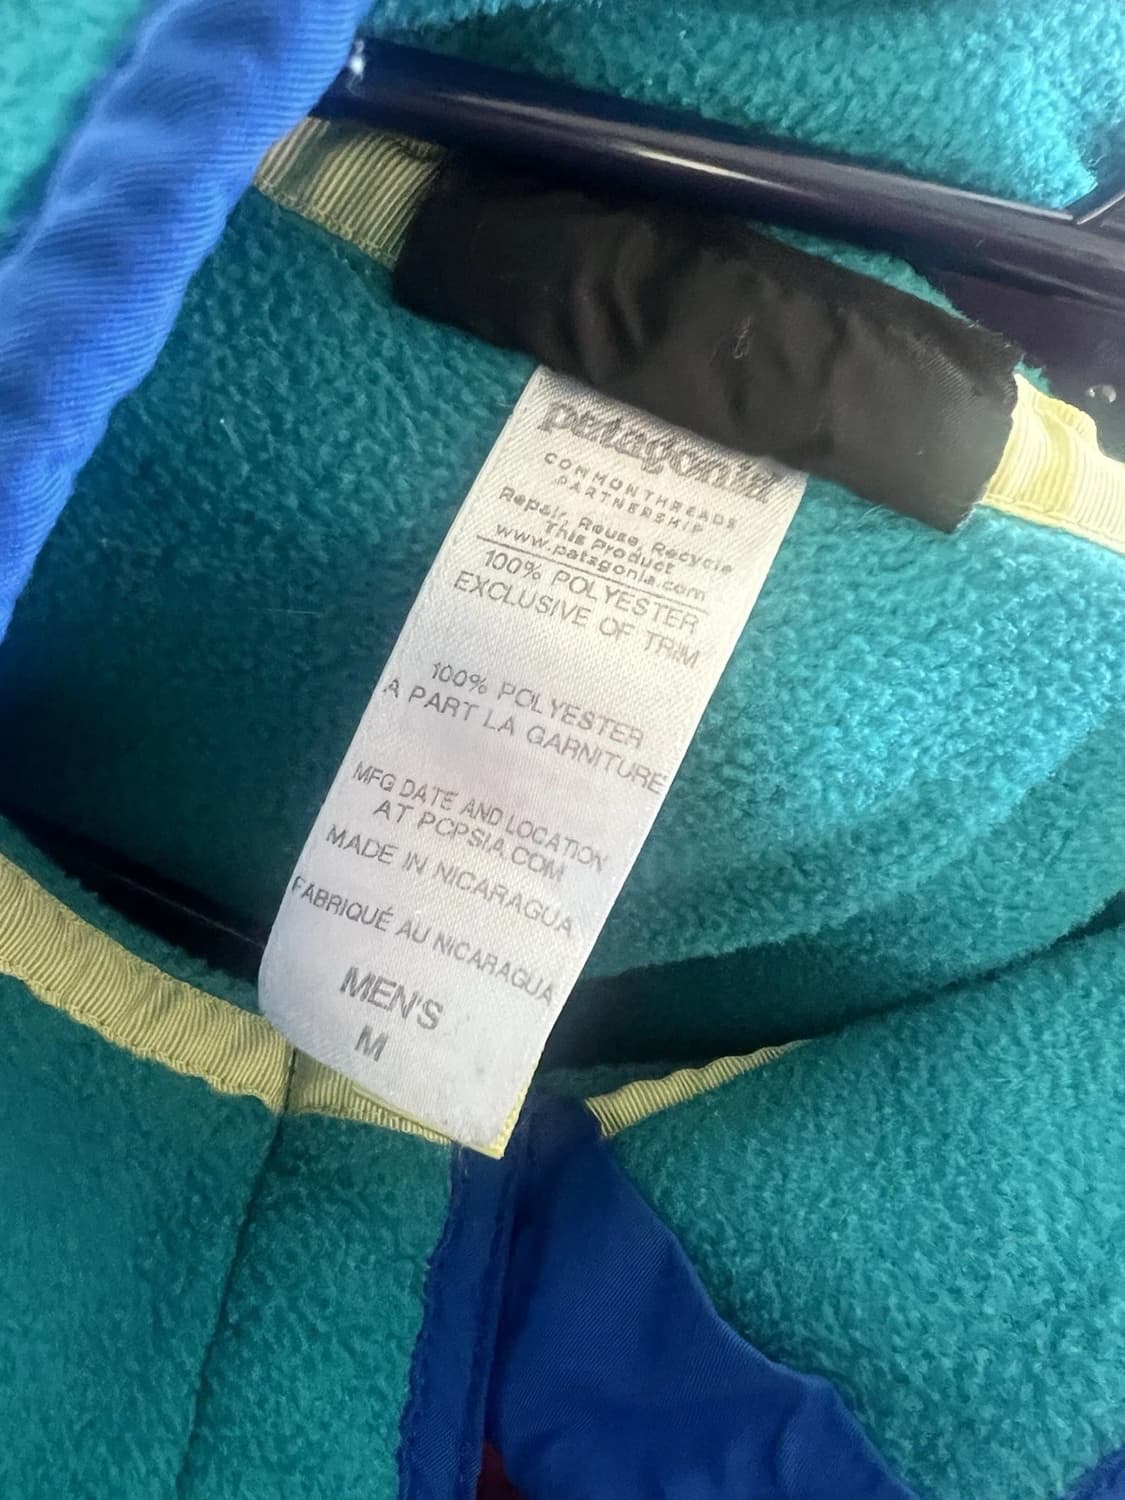 patagonia
COMMONTHREADS
PARTNERSHIP
Repair, Reuse, Recycle
This Product
www.patagonia.com
100% POLYESTER
EXCLUSIVE OF TRIM
100% POLYESTER
A PART LA GARNITURE
MFG DATE AND LOCATION
AT PCPSIA.COM
MADE IN NICARAGUA
FABRIQUÉ AU NICARAGUA
MEN'S
M